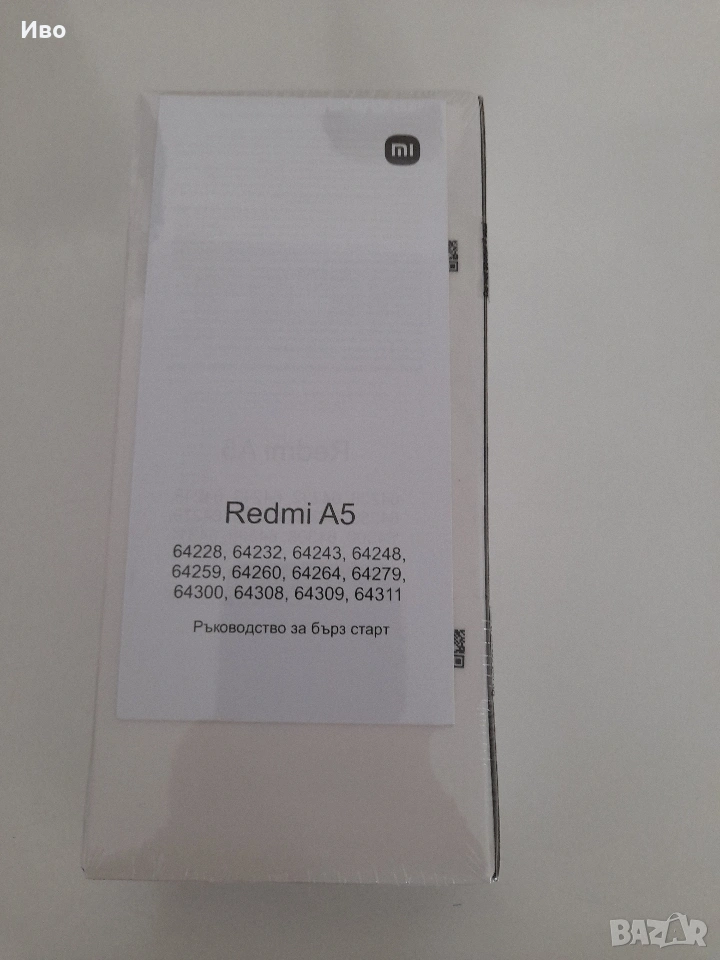 Иво
mi
Redmi A5
64228, 64232, 64243, 64248,
64259, 64260, 64264, 64279,
64300, 64308, 64309, 64311
Ръководство за бърз старт
BAZAR